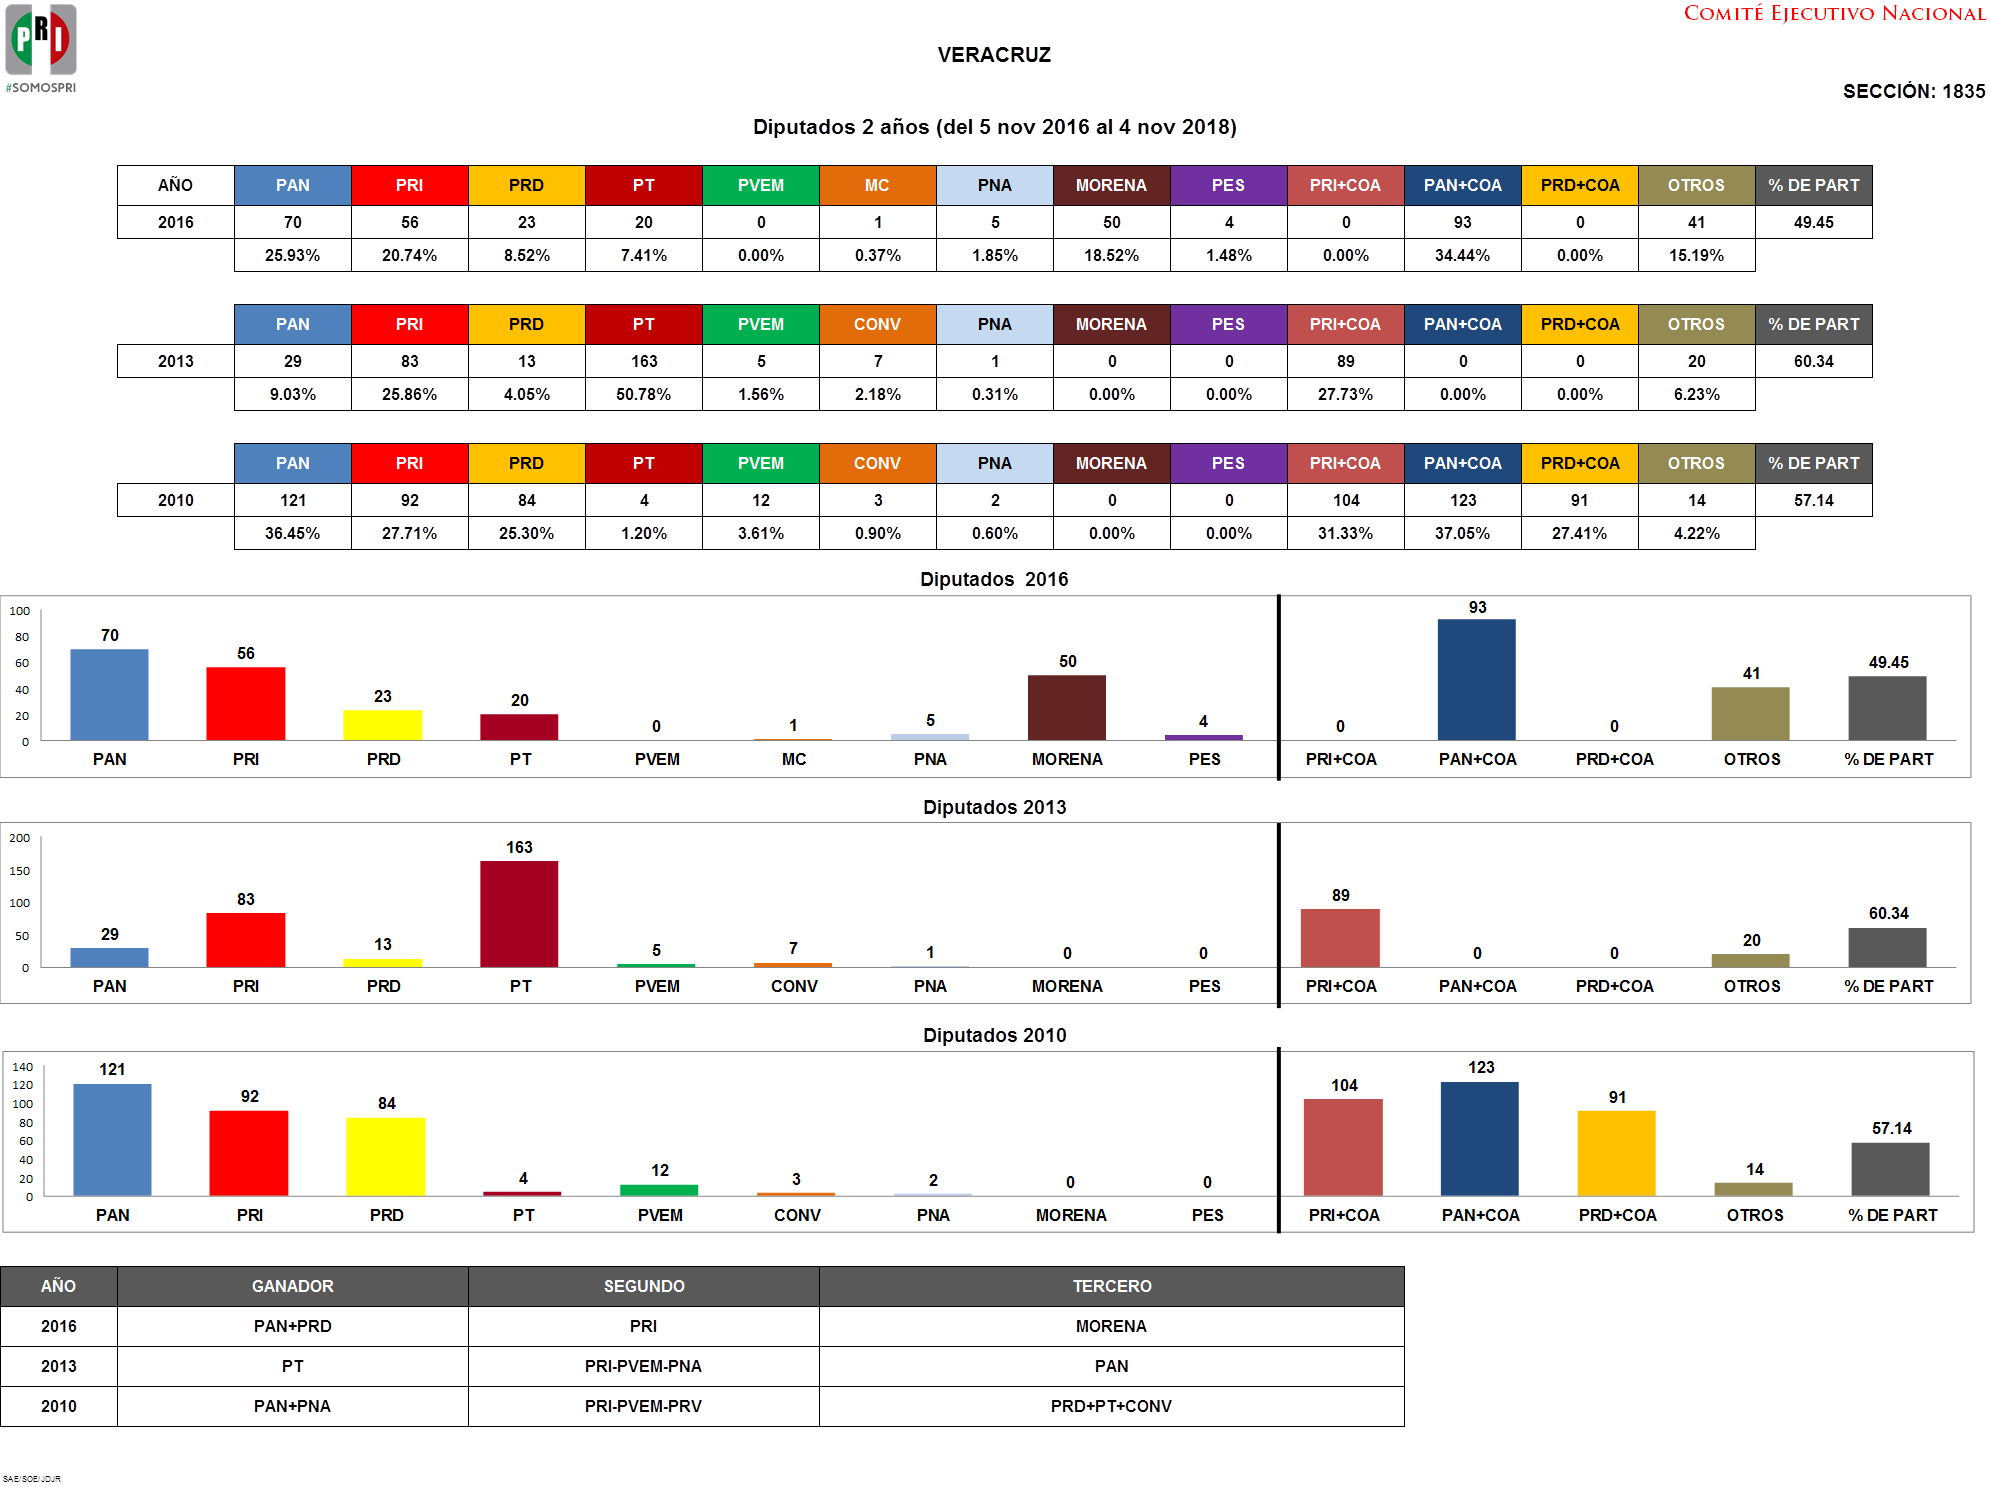 COMITÉ EJECUTIVO NACIONAL
PRI
#SOMOSPRI
VERACRUZ
SECCIÓN: 1835
Diputados 2 años (del 5 nov 2016 al 4 nov 2018)
AÑO PAN PRI PRD PT PVEM MC PNA MORENA PES PRI+COA PAN+COA PRD+COA OTROS % DE PART
2016 70 56 23 20 0 1 5 50 4 0 93 0 41 49.45
25.93% 20.74% 8.52% 7.41% 0.00% 0.37% 1.85% 18.52% 1.48% 0.00% 34.44% 0.00% 15.19%
PAN PRI PRD PT PVEM CONV PNA MORENA PES PRI+COA PAN+COA PRD+COA OTROS % DE PART
2013 29 83 13 163 5 7 1 0 0 89 0 0 20 60.34
9.03% 25.86% 4.05% 50.78% 1.56% 2.18% 0.31% 0.00% 0.00% 27.73% 0.00% 0.00% 6.23%
PAN PRI PRD PT PVEM CONV PNA MORENA PES PRI+COA PAN+COA PRD+COA OTROS % DE PART
2010 121 92 84 4 12 3 2 0 0 104 123 91 14 57.14
36.45% 27.71% 25.30% 1.20% 3.61% 0.90% 0.60% 0.00% 0.00% 31.33% 37.05% 27.41% 4.22%
Diputados 2016
100
80
60
40
20
0
70 56 23 20 0 1 5 50 4 0 93 0 41 49.45
PAN PRI PRD PT PVEM MC PNA MORENA PES PRI+COA PAN+COA PRD+COA OTROS % DE PART
Diputados 2013
200
150
100
50
0
29 83 13 163 5 7 1 0 0 89 0 0 20 60.34
PAN PRI PRD PT PVEM CONV PNA MORENA PES PRI+COA PAN+COA PRD+COA OTROS % DE PART
Diputados 2010
140
120
100
80
60
40
20
0
121 92 84 4 12 3 2 0 0 104 123 91 14 57.14
PAN PRI PRD PT PVEM CONV PNA MORENA PES PRI+COA PAN+COA PRD+COA OTROS % DE PART
AÑO GANADOR SEGUNDO TERCERO
2016 PAN+PRD PRI MORENA
2013 PT PRI-PVEM-PNA PAN
2010 PAN+PNA PRI-PVEM-PRV PRD+PT+CONV
SAE/SOE/JDJR